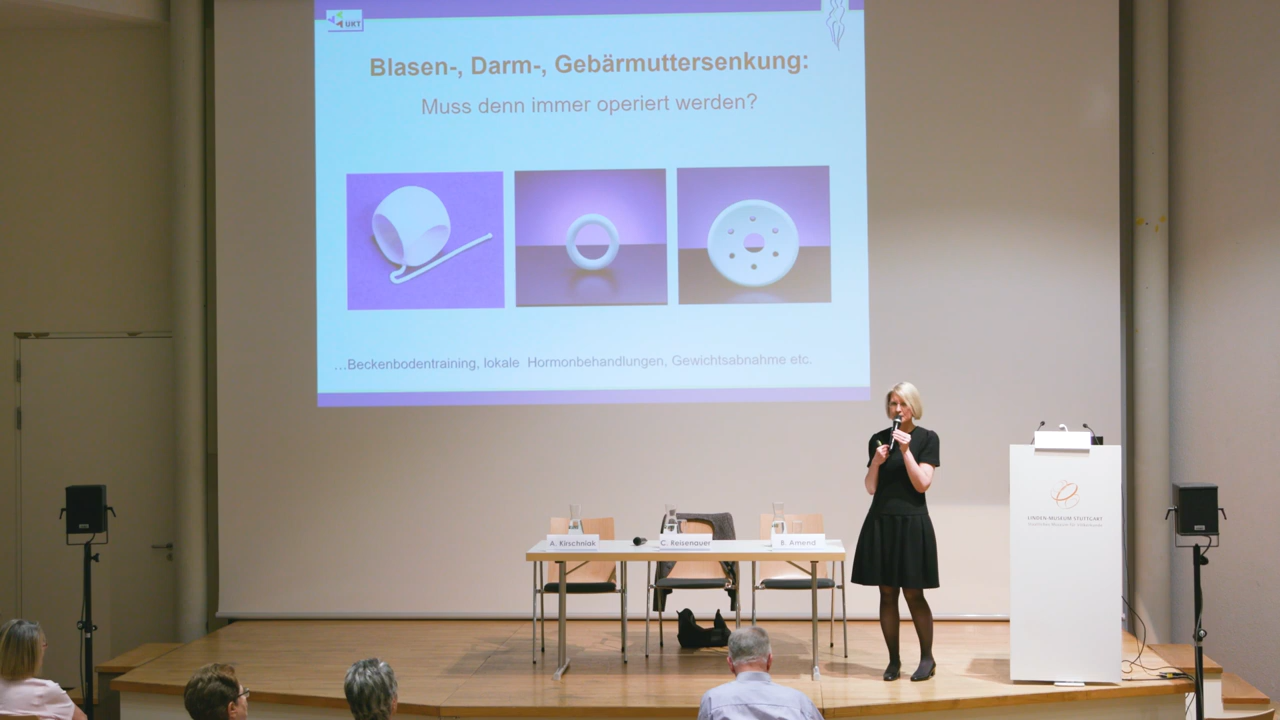 UKT
Blasen-, Darm-, Gebärmuttersenkung:
Muss denn immer operiert werden?
...Beckenbodentraining, lokale Hormonbehandlungen, Gewichtsabnahme etc.
A. Kirschniak
C. Reisenauer
B. Amend
LINDEN-MUSEUM STUTTGART